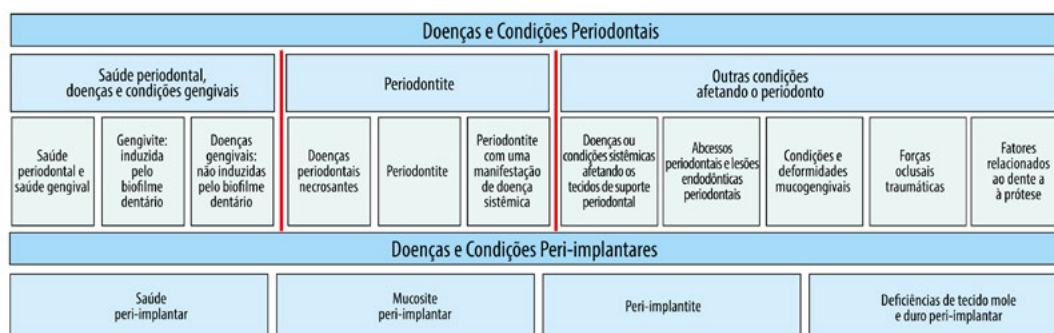 Doenças e Condições Periodontais
Saúde periodontal,
doenças e condições gengivais
Periodontite
Outras condições
afetando o periodonto
Saúde
periodontal e
saúde gengival
Gengivite:
induzida
pelo
biofilme
dentário
Doenças
gengivais:
não induzidas
pelo biofilme
dentário
Doenças
periodontais
necrosantes
Periodontite
Periodontite
com uma
manifestação
de doença
sistêmica
Doenças ou
condições sistêmicas
afetando os
tecidos de suporte
periodontal
Abcessos
periodontais e lesões
endodônticas
periodontais
Condições e
deformidades
mucogengivais
Forças
oclusais
traumáticas
Fatores
relacionados
ao dente a
à prótese
Doenças e Condições Peri-implantares
Saúde
peri-implantar
Mucosite
peri-implantar
Peri-implantite
Deficiências de tecido mole
e duro peri-implantar